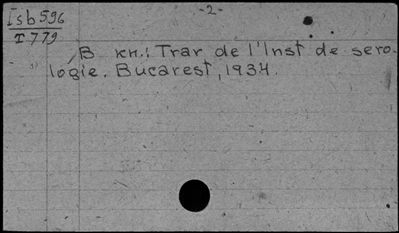 Isb 596
I 779
-2-
В кн.: Trav de l'Inst de sero-
logie. Bucarest, 1934.